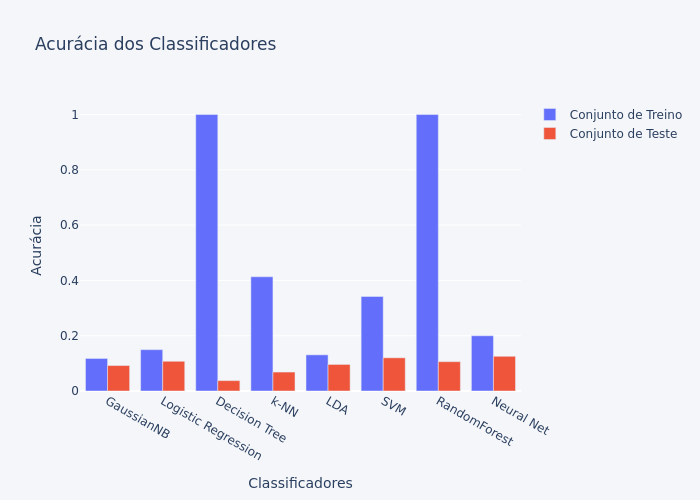 Acurácia dos Classificadores
Conjunto de Treino
Conjunto de Teste
Acurácia
1
0.8
0.6
0.4
0.2
0
GaussianNB
Logistic Regression
Decision Tree
k-NN
LDA
SVM
RandomForest
Neural Net
Classificadores